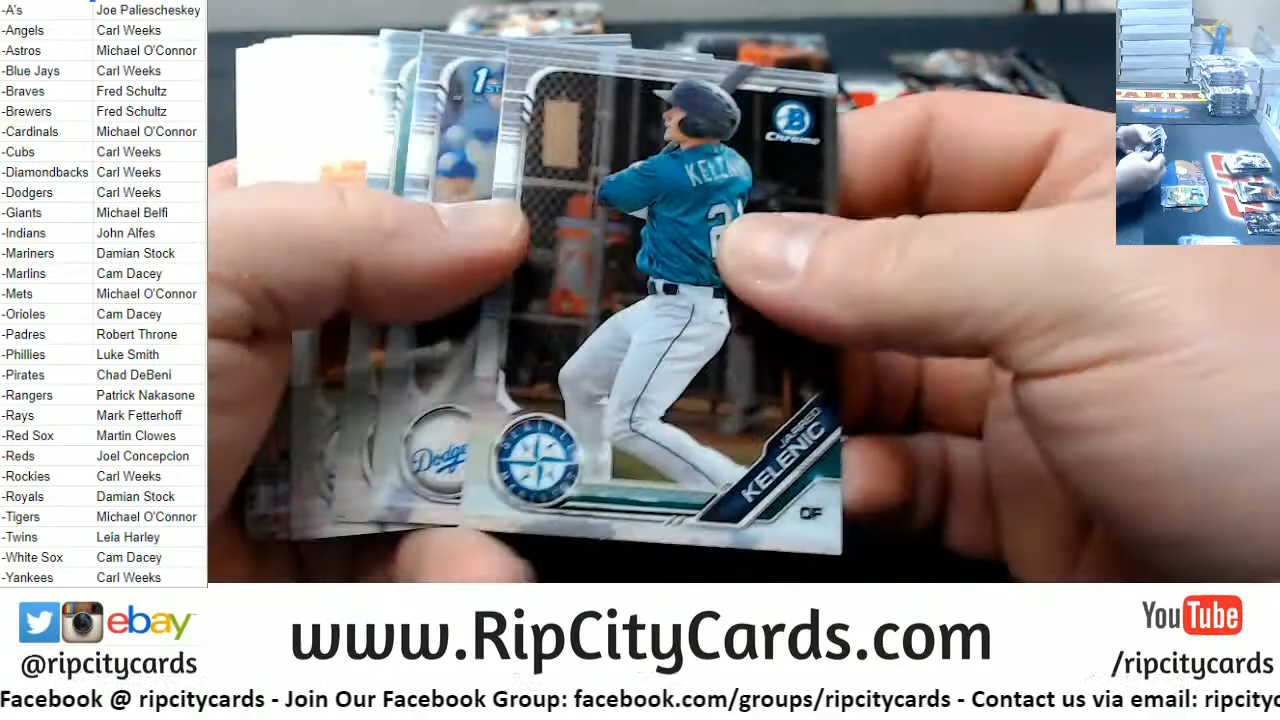 -A's Joe Paliescheskey
-Angels Carl Weeks
-Astros Michael O'Connor
-Blue Jays Carl Weeks
-Braves Fred Schultz
-Brewers Fred Schultz
-Cardinals Michael O'Connor
-Cubs Carl Weeks
-Diamondbacks Carl Weeks
-Dodgers Carl Weeks
-Giants Michael Belfi
-Indians John Alfes
-Mariners Damian Stock
-Marlins Cam Dacey
-Mets Michael O'Connor
-Orioles Cam Dacey
-Padres Robert Throne
-Phillies Luke Smith
-Pirates Chad DeBeni
-Rangers Patrick Nakasone
-Rays Mark Fetterhoff
-Red Sox Martin Clowes
-Reds Joel Concepcion
-Rockies Carl Weeks
-Royals Damian Stock
-Tigers Michael O'Connor
-Twins Leia Harley
-White Sox Cam Dacey
-Yankees Carl Weeks
1ST
B
Chrome
KELEN
2
Dodge
JARRED
KELENIC
OF
PANINI
ebay
@ripcitycards
www.RipCityCards.com
YouTube
/ripcitycards
Facebook @ ripcitycards - Join Our Facebook Group: facebook.com/groups/ripcitycards - Contact us via email: ripcityc